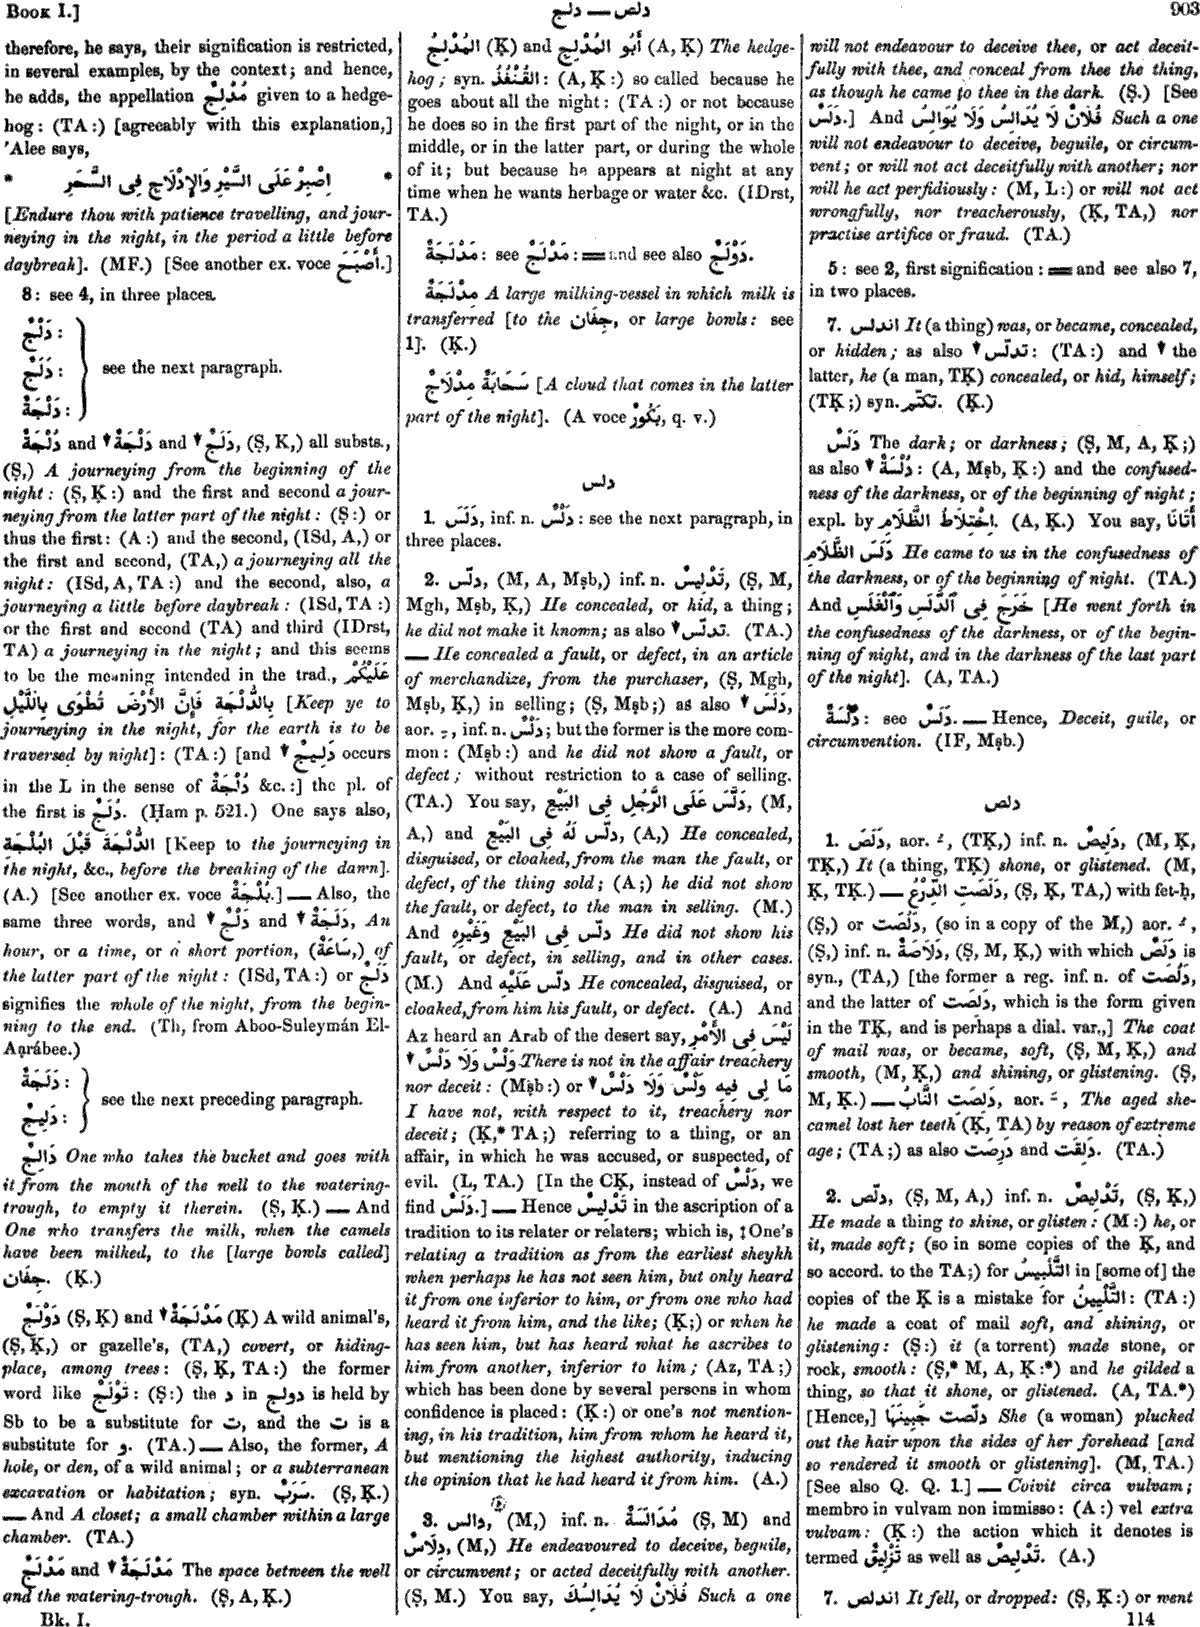 Book I.]
دلج — دلص
903
therefore, he says, their signification is restricted,
in several examples, by the context; and hence,
he adds, the appellation مُدْلِجٌ given to a hedge-
hog: (TA:) [agreeably with this explanation,]
'Alee says,
* اِصْبِرْ عَلَى السَّيْرِ وَالإِدْلَاجِ فِى السَّحَرِ *
[Endure thou with patience travelling, and jour-
neying in the night, in the period a little before
daybreak]. (MF.) [See another ex. voce أَصْبَحَ.]
8: see 4, in three places.
دَلْجٌ:
دَلَجٌ:
دَلْجَةٌ:
see the next paragraph.
دُلْجَةٌ and ▼ دَلْجَةٌ and ▼ دَلَجٌ, (Ṣ, K,) all substs.,
(Ṣ,) A journeying from the beginning of the
night: (Ṣ, Ḳ:) and the first and second a jour-
neying from the latter part of the night: (Ṣ:) or
thus the first: (A:) and the second, (ISd, A,) or
the first and second, (TA,) a journeying all the
night: (ISd, A, TA:) and the second, also, a
journeying a little before daybreak: (ISd, TA:)
or the first and second (TA) and third (IDrst,
TA) a journeying in the night; and this seems
to be the meaning intended in the trad., عَلَيْكُمْ
بِالدُّلْجَةِ فَإِنَّ الأَرْضَ تُطْوَى بِاللَّيْلِ [Keep ye to
journeying in the night, for the earth is to be
traversed by night]: (TA:) [and ▼ دَلِيجٌ occurs
in the L in the sense of دُلْجَةٌ &c.:] the pl. of
the first is دُلَجٌ. (Ḥam p. 521.) One says also,
الدُّلْجَةَ قَبْلَ البُلْجَةِ [Keep to the journeying in
the night, &c., before the breaking of the dawn].
(A.) [See another ex. voce بُلْجَةٌ.] — Also, the
same three words, and ▼ دَلْجٌ and ▼ دَلَجَةٌ, An
hour, or a time, or a short portion, (سَاعَةٌ,) of
the latter part of the night: (ISd, TA:) or دَلَجٌ
signifies the whole of the night, from the begin-
ning to the end. (Th, from Aboo-Suleymán El-
Aạrábee.)
دَلَجَةٌ:
دَلِيجٌ:
see the next preceding paragraph.
دَالِجٌ One who takes the bucket and goes with
it from the mouth of the well to the watering-
trough, to empty it therein. (Ṣ, Ḳ.) — And
One who transfers the milk, when the camels
have been milked, to the [large bowls called]
جِفَان. (Ḳ.)
دَوْلَجٌ (Ṣ, Ḳ) and ▼ مَدْلَجَةٌ (Ḳ) A wild animal's,
(Ṣ, Ḳ,) or gazelle's, (TA,) covert, or hiding-
place, among trees: (Ṣ, Ḳ, TA:) the former
word like تَوْلَجٌ: (Ṣ:) the د in دولج is held by
Sb to be a substitute for ت, and the ت is a
substitute for و. (TA.) — Also, the former, A
hole, or den, of a wild animal; or a subterranean
excavation or habitation; syn. سَرَبٌ. (Ṣ, Ḳ.)
— And A closet; a small chamber within a large
chamber. (TA.)
مَدْلَجٌ and ▼ مَدْلَجَةٌ The space between the well
and the watering-trough. (Ṣ, A, Ḳ.)
Bk. I.
المُدْلِجُ (Ḳ) and أَبُو المُدْلِجِ (A, Ḳ) The hedge-
hog; syn. القُنْفُذُ: (A, Ḳ:) so called because he
goes about all the night: (TA:) or not because
he does so in the first part of the night, or in the
middle, or in the latter part, or during the whole
of it; but because he appears at night at any
time when he wants herbage or water &c. (IDrst,
TA.)
مَدْلَجَةٌ: see مَدْلَجٌ: = and see also دَوْلَجٌ.
مِدْلَجَةٌ A large milking-vessel in which milk is
transferred [to the جِفَان, or large bowls: see
1]. (Ḳ.)
سَحَابَةٌ مِدْلَاجٌ [A cloud that comes in the latter
part of the night]. (A voce بَكُورٌ, q. v.)
دلس
1. دَلَسَ, inf. n. دَلْسٌ: see the next paragraph, in
three places.
2. دلّس, (M, A, Mṣb,) inf. n. تَدْلِيسٌ, (Ṣ, M,
Mgh, Mṣb, Ḳ,) He concealed, or hid, a thing;
he did not make it known; as also ▼ تدلّس. (TA.)
— He concealed a fault, or defect, in an article
of merchandize, from the purchaser, (Ṣ, Mgh,
Mṣb, Ḳ,) in selling; (Ṣ, Mṣb;) as also ▼ دَلَسَ,
aor. ـِ, inf. n. دَلْسٌ; but the former is the more com-
mon: (Mṣb:) and he did not show a fault, or
defect; without restriction to a case of selling.
(TA.) You say, دَلَّسَ عَلَى الرَّجُلِ فِى البَيْعِ, (M,
A,) and دلّس لَهُ فِى البَيْعِ, (A,) He concealed,
disguised, or cloaked, from the man the fault, or
defect, of the thing sold; (A;) he did not show
the fault, or defect, to the man in selling. (M.)
And دلّس فِى البَيْعِ وَغَيْرِهِ He did not show his
fault, or defect, in selling, and in other cases.
(M.) And دلّس عَلَيْهِ He concealed, disguised, or
cloaked, from him his fault, or defect. (A.) And
Az heard an Arab of the desert say, لَيْسَ فِى الأَمْرِ
▼ وَلْسٌ وَلَا دَلْسٌ There is not in the affair treachery
nor deceit: (Mṣb:) or ▼ مَا لِى فِيهِ وَلْسٌ وَلَا دَلْسٌ
I have not, with respect to it, treachery nor
deceit; (Ḳ,* TA;) referring to a thing, or an
affair, in which he was accused, or suspected, of
evil. (L, TA.) [In the CḲ, instead of دَلْسٌ, we
find دَلَسٌ.] — Hence تَدْلِيسٌ in the ascription of a
tradition to its relater or relaters; which is, ‡ One's
relating a tradition as from the earliest sheykh
when perhaps he has not seen him, but only heard
it from one inferior to him, or from one who had
heard it from him, and the like; (Ḳ;) or when he
has seen him, but has heard what he ascribes to
him from another, inferior to him; (Az, TA;)
which has been done by several persons in whom
confidence is placed: (Ḳ:) or one's not mention-
ing, in his tradition, him from whom he heard it,
but mentioning the highest authority, inducing
the opinion that he had heard it from him. (A.)
3. دالس, (M,) inf. n. مُدَالَسَةٌ (Ṣ, M) and
دِلَاسٌ, (M,) He endeavoured to deceive, beguile,
or circumvent; or acted deceitfully with another.
(Ṣ, M.) You say, فُلَانٌ لَا يُدَالِسُكَ Such a one
will not endeavour to deceive thee, or act deceit-
fully with thee, and conceal from thee the thing,
as though he came to thee in the dark. (Ṣ.) [See
دَلَسٌ.] And فُلَانٌ لَا يُدَالِسُ وَلَا يُوَالِسُ Such a one
will not endeavour to deceive, beguile, or circum-
vent; or will not act deceitfully with another; nor
will he act perfidiously: (M, L:) or will not act
wrongfully, nor treacherously, (Ḳ, TA,) nor
practise artifice or fraud. (TA.)
5: see 2, first signification: = and see also 7,
in two places.
7. اندلس It (a thing) was, or became, concealed,
or hidden; as also ▼ تدلّس: (TA:) and ▼ the
latter, he (a man, TḲ) concealed, or hid, himself;
(TḲ;) syn. تكتّم. (Ḳ.)
دَلَسٌ The dark; or darkness; (Ṣ, M, A, Ḳ;)
as also ▼ دُلْسَةٌ: (A, Mṣb, Ḳ:) and the confused-
ness of the darkness, or of the beginning of night;
expl. by اِخْتِلَاطُ الظَّلَامِ. (A, Ḳ.) You say, أَتَانَا
دَلَسَ الظَّلَامِ He came to us in the confusedness of
the darkness, or of the beginning of night. (TA.)
And خَرَجَ فِى ٱلدَّلَسِ وَٱلْغَلَسِ [He went forth in
the confusedness of the darkness, or of the begin-
ning of night, and in the darkness of the last part
of the night]. (A, TA.)
دُلْسَةٌ: see دَلَسٌ. — Hence, Deceit, guile, or
circumvention. (IF, Mṣb.)
دلص
1. دَلَصَ, aor. ـُ, (TḲ,) inf. n. دَلِيصٌ, (M, Ḳ,
TḲ,) It (a thing, TḲ) shone, or glistened. (M,
Ḳ, TḲ.) — دَلَصَتِ الدِّرْعُ, (Ṣ, Ḳ, TA,) with fet-ḥ,
(Ṣ,) or دَلُصَت, (so in a copy of the M,) aor. ـُ,
(Ṣ,) inf. n. دَلَاصَةٌ, (Ṣ, M, Ḳ,) with which دَلْصٌ is
syn., (TA,) [the former a reg. inf. n. of دَلُصَت,
and the latter of دَلَصَت, which is the form given
in the TḲ, and is perhaps a dial. var.,] The coat
of mail was, or became, soft, (Ṣ, M, Ḳ,) and
smooth, (M, Ḳ,) and shining, or glistening. (Ṣ,
M, Ḳ.) — دَلِصَتِ النَّابُ, aor. ـَ, The aged she-
camel lost her teeth (Ḳ, TA) by reason of extreme
age; (TA;) as also دَرِصَت and دَلِقَت. (TA.)
2. دلّص, (Ṣ, M, A,) inf. n. تَدْلِيصٌ, (Ṣ, Ḳ,)
He made a thing to shine, or glisten: (M:) he, or
it, made soft; (so in some copies of the Ḳ, and
so accord. to the TA;) for التَّلْبِيسُ in [some of] the
copies of the Ḳ is a mistake for التَّلْيِينُ: (TA:)
he made a coat of mail soft, and shining, or
glistening: (Ṣ:) it (a torrent) made stone, or
rock, smooth: (Ṣ,* M, A, Ḳ:*) and he gilded a
thing, so that it shone, or glistened. (A, TA.*)
[Hence,] دلّصت جَبِينَهَا She (a woman) plucked
out the hair upon the sides of her forehead [and
so rendered it smooth or glistening]. (M, TA.)
[See also Q. Q. 1.] — Coivit circa vulvam;
membro in vulvam non immisso: (A:) vel extra
vulvam: (Ḳ:) the action which it denotes is
termed تَزْلِيقٌ as well as تَدْلِيصٌ. (A.)
7. اندلص It fell, or dropped: (Ṣ, Ḳ:) or went
114